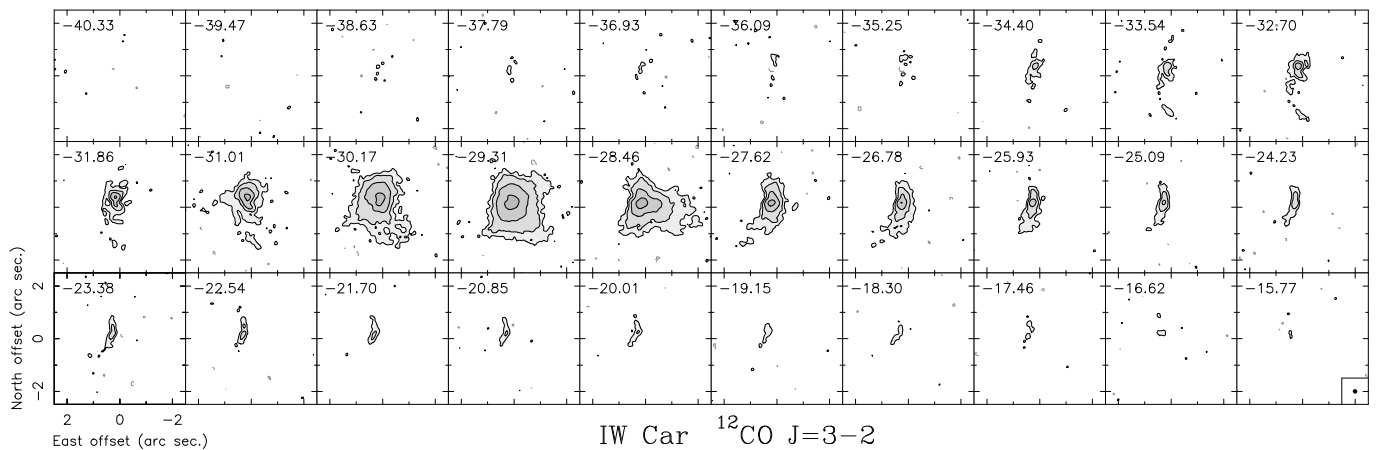 −40.33 −39.47 −38.63 −37.79 −36.93 −36.09 −35.25 −34.40 −33.54 −32.70
−31.86 −31.01 −30.17 −29.31 −28.46 −27.62 −26.78 −25.93 −25.09 −24.23
−23.38 −22.54 −21.70 −20.85 −20.01 −19.15 −18.30 −17.46 −16.62 −15.77
North offset (arc sec.)
2
0
−2
2 0 −2
East offset (arc sec.)
IW Car ¹²CO J=3−2